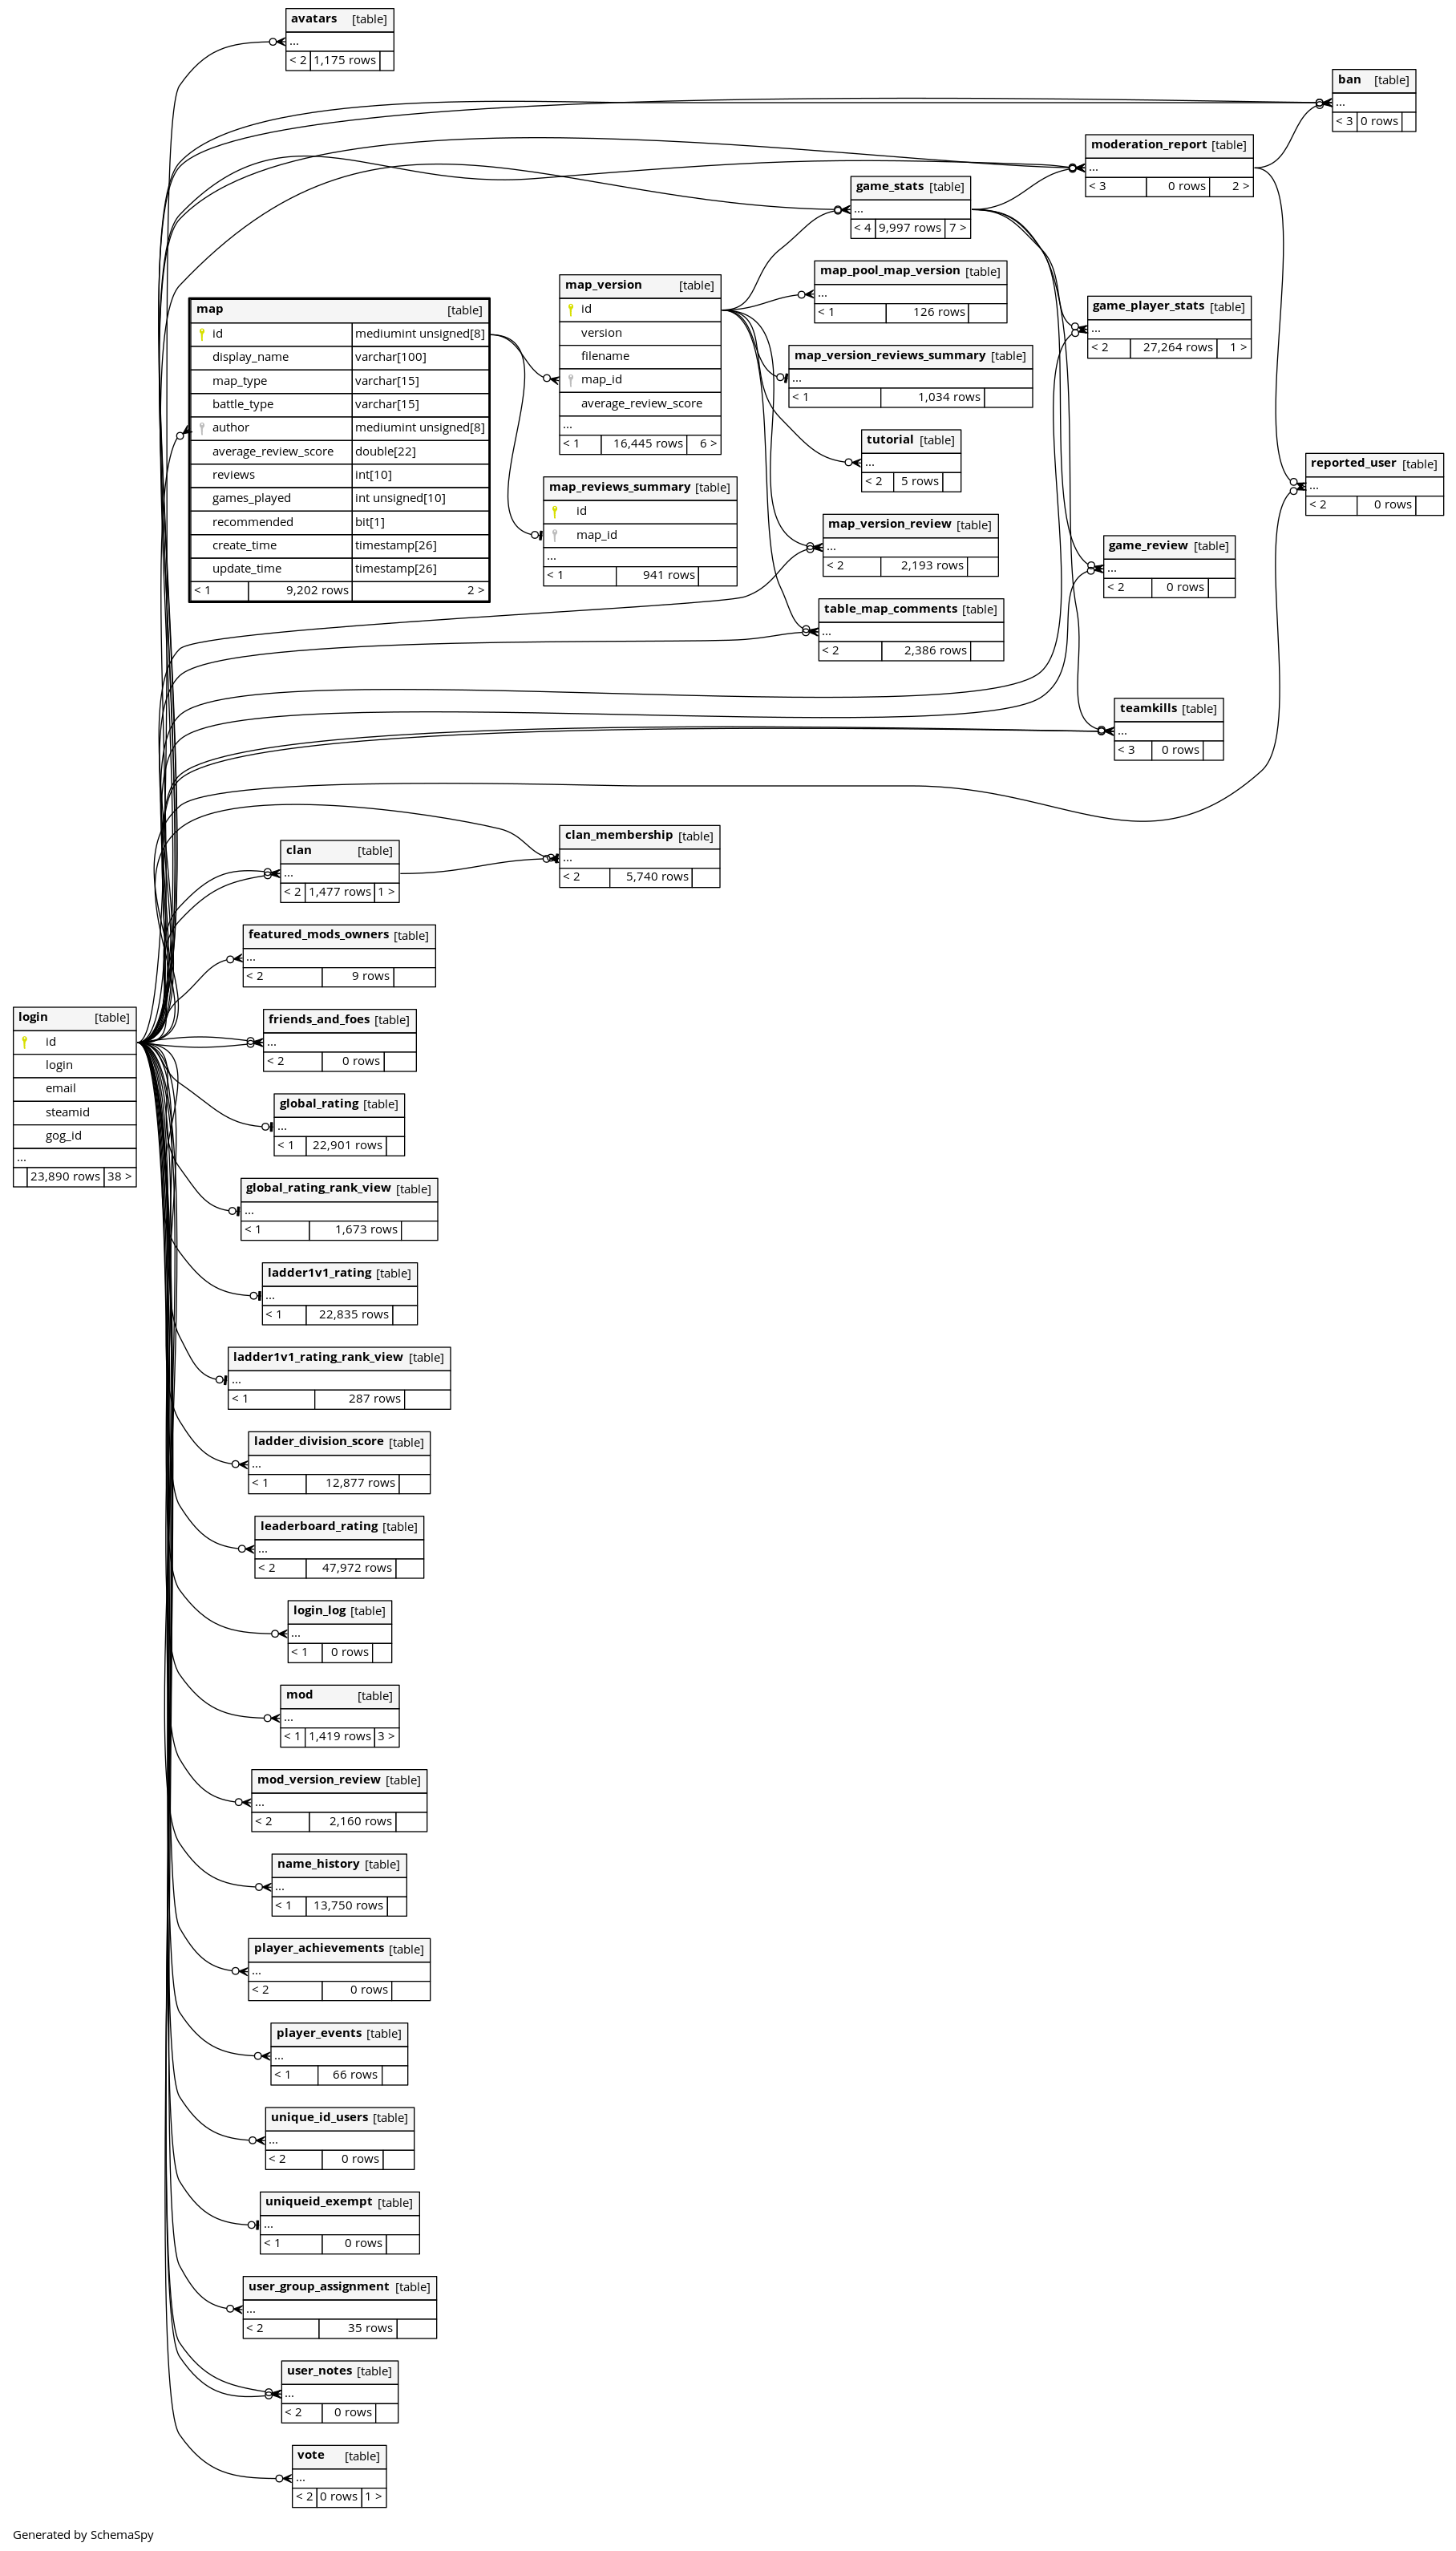 avatars [table]
...
< 2 1,175 rows
ban [table]
...
< 3 0 rows
moderation_report [table]
...
< 3 0 rows 2 >
game_stats [table]
...
< 4 9,997 rows 7 >
map_pool_map_version [table]
...
< 1 126 rows
map_version [table]
id
version
filename
map_id
average_review_score
...
< 1 16,445 rows 6 >
game_player_stats [table]
...
< 2 27,264 rows 1 >
map [table]
id mediumint unsigned[8]
display_name varchar[100]
map_type varchar[15]
battle_type varchar[15]
author mediumint unsigned[8]
average_review_score double[22]
reviews int[10]
games_played int unsigned[10]
recommended bit[1]
create_time timestamp[26]
update_time timestamp[26]
< 1 9,202 rows 2 >
map_version_reviews_summary [table]
...
< 1 1,034 rows
tutorial [table]
...
< 2 5 rows
reported_user [table]
...
< 2 0 rows
map_reviews_summary [table]
id
map_id
...
< 1 941 rows
map_version_review [table]
...
< 2 2,193 rows
game_review [table]
...
< 2 0 rows
table_map_comments [table]
...
< 2 2,386 rows
teamkills [table]
...
< 3 0 rows
clan_membership [table]
...
< 2 5,740 rows
clan [table]
...
< 2 1,477 rows 1 >
featured_mods_owners [table]
...
< 2 9 rows
login [table]
id
login
email
steamid
gog_id
...
23,890 rows 38 >
friends_and_foes [table]
...
< 2 0 rows
global_rating [table]
...
< 1 22,901 rows
global_rating_rank_view [table]
...
< 1 1,673 rows
ladder1v1_rating [table]
...
< 1 22,835 rows
ladder1v1_rating_rank_view [table]
...
< 1 287 rows
ladder_division_score [table]
...
< 1 12,877 rows
leaderboard_rating [table]
...
< 2 47,972 rows
login_log [table]
...
< 1 0 rows
mod [table]
...
< 1 1,419 rows 3 >
mod_version_review [table]
...
< 2 2,160 rows
name_history [table]
...
< 1 13,750 rows
player_achievements [table]
...
< 2 0 rows
player_events [table]
...
< 1 66 rows
unique_id_users [table]
...
< 2 0 rows
uniqueid_exempt [table]
...
< 1 0 rows
user_group_assignment [table]
...
< 2 35 rows
user_notes [table]
...
< 2 0 rows
vote [table]
...
< 2 0 rows 1 >
Generated by SchemaSpy